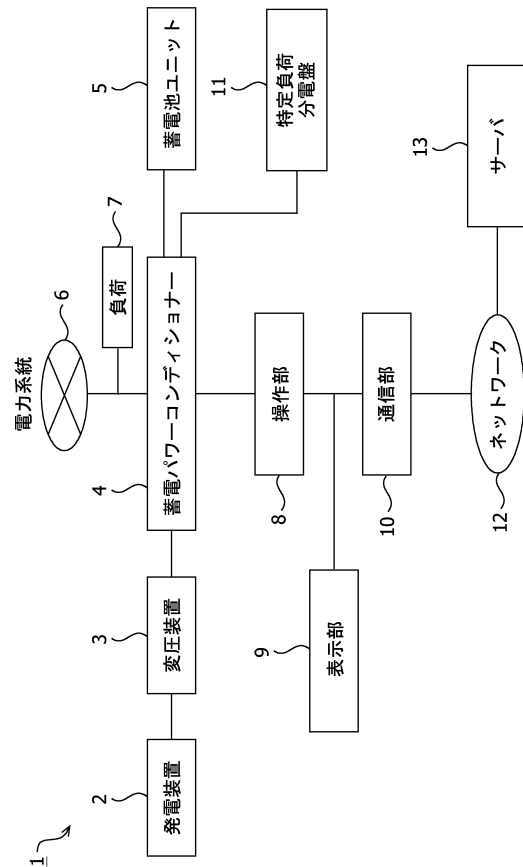 1
2
発電装置
3
変圧装置
4
蓄電パワーコンディショナー
5
蓄電池ユニット
電力系統
6
7
負荷
11
特定負荷
分電盤
8
操作部
9
表示部
10
通信部
12
ネットワーク
13
サーバ